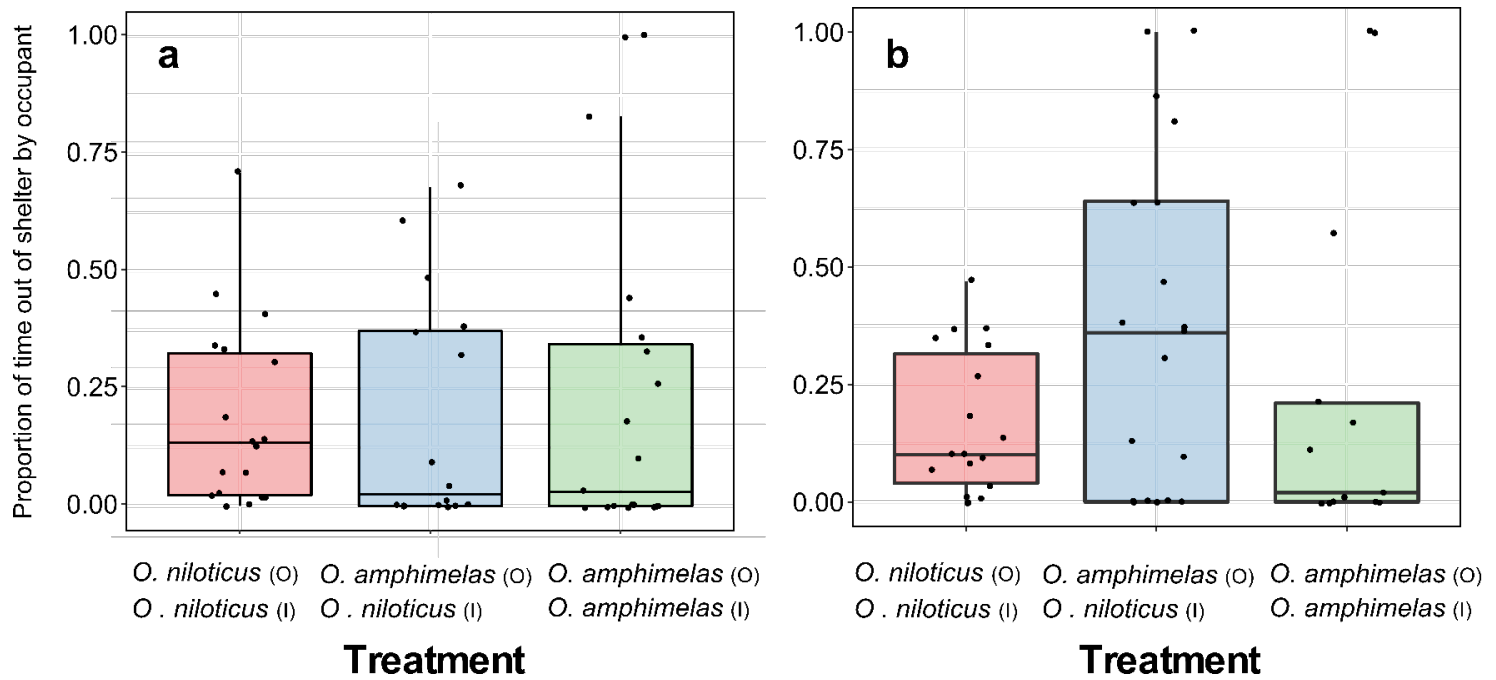 Proportion of time out of shelter by occupant
a
1.00
0.75
0.50
0.25
0.00
O. niloticus (O) O. amphimelas (O) O. amphimelas (O)
O . niloticus (I) O. niloticus (I) O. amphimelas (I)
Treatment
b
1.00
0.75
0.50
0.25
0.00
O. niloticus (O) O. amphimelas (O) O. amphimelas (O)
O . niloticus (I) O . niloticus (I) O. amphimelas (I)
Treatment